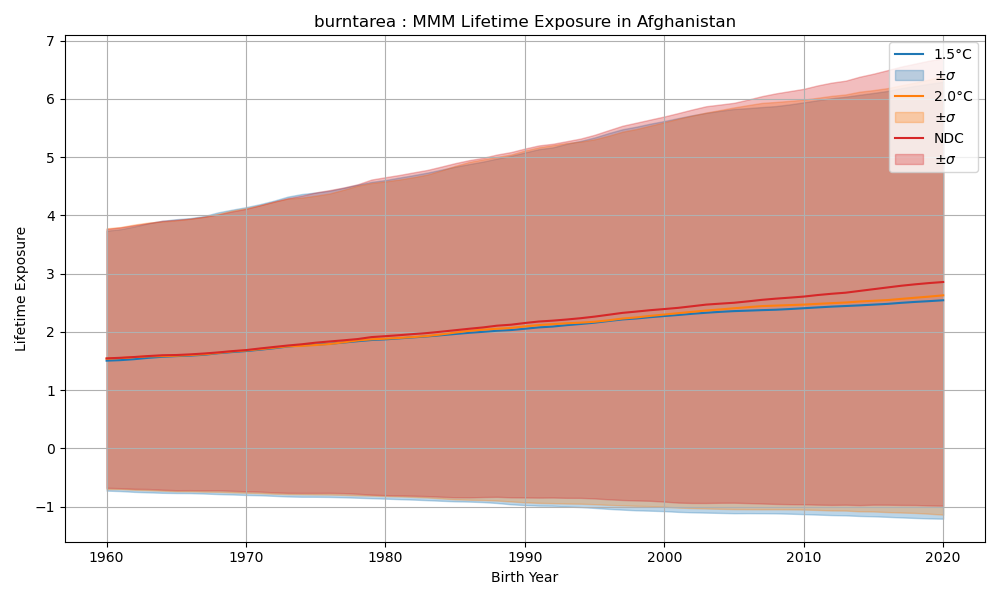 burntarea : MMM Lifetime Exposure in Afghanistan
7
6
5
4
3
2
1
0
−1
Lifetime Exposure
1960
1970
1980
1990
2000
2010
2020
Birth Year
1.5°C
±σ
2.0°C
±σ
NDC
±σ